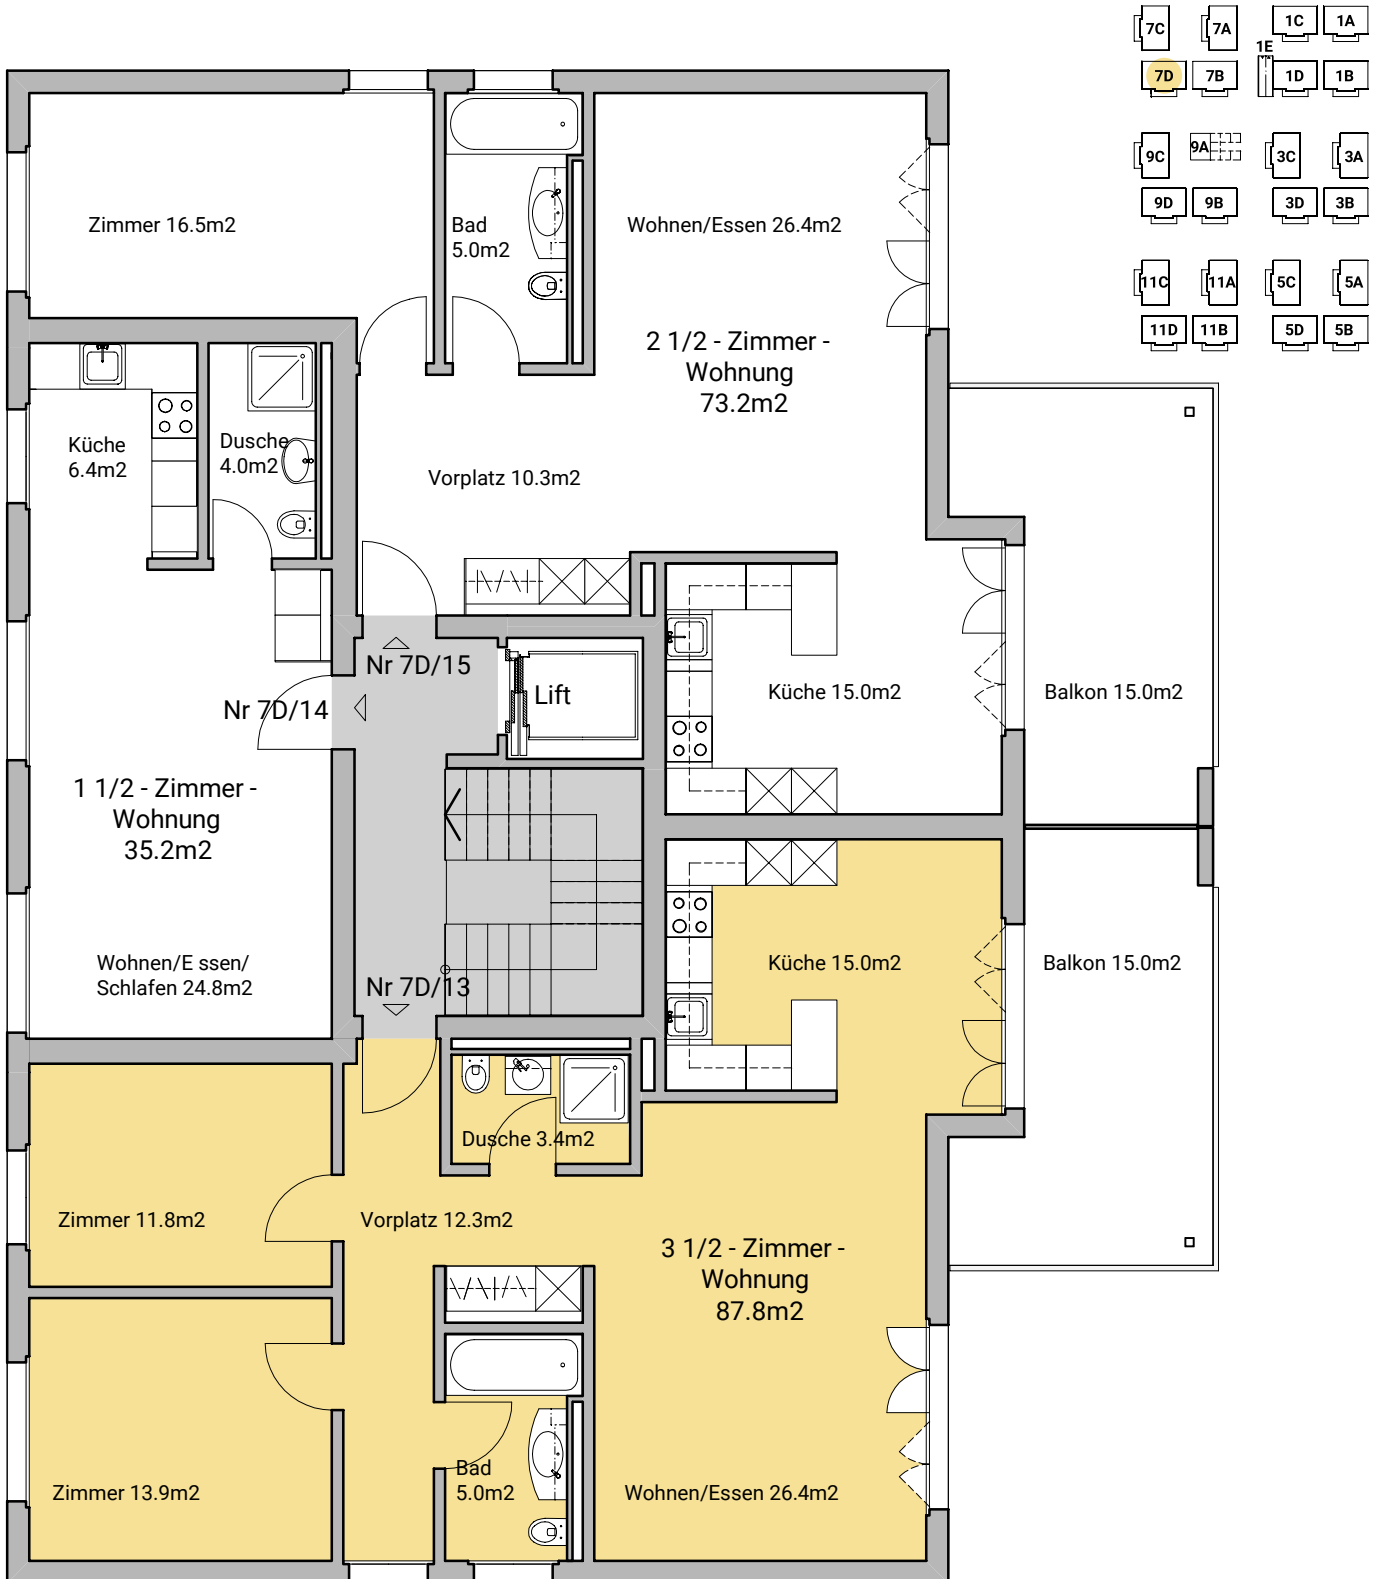 7C
7A
1C
1A
1E
7D
7B
1D
1B
9C
9A
3C
3A
9D
9B
3D
3B
11C
11A
5C
5A
11D
11B
5D
5B
Zimmer 16.5m2
Bad
5.0m2
Wohnen/Essen 26.4m2
2 1/2 - Zimmer -
Wohnung
73.2m2
Küche
6.4m2
Dusche
4.0m2
Vorplatz 10.3m2
Nr 7D/15
Lift
Nr 7D/14
Küche 15.0m2
Balkon 15.0m2
1 1/2 - Zimmer -
Wohnung
35.2m2
Wohnen/E ssen/
Schlafen 24.8m2
Nr 7D/13
Küche 15.0m2
Balkon 15.0m2
Dusche 3.4m2
Zimmer 11.8m2
Vorplatz 12.3m2
3 1/2 - Zimmer -
Wohnung
87.8m2
Zimmer 13.9m2
Bad
5.0m2
Wohnen/Essen 26.4m2